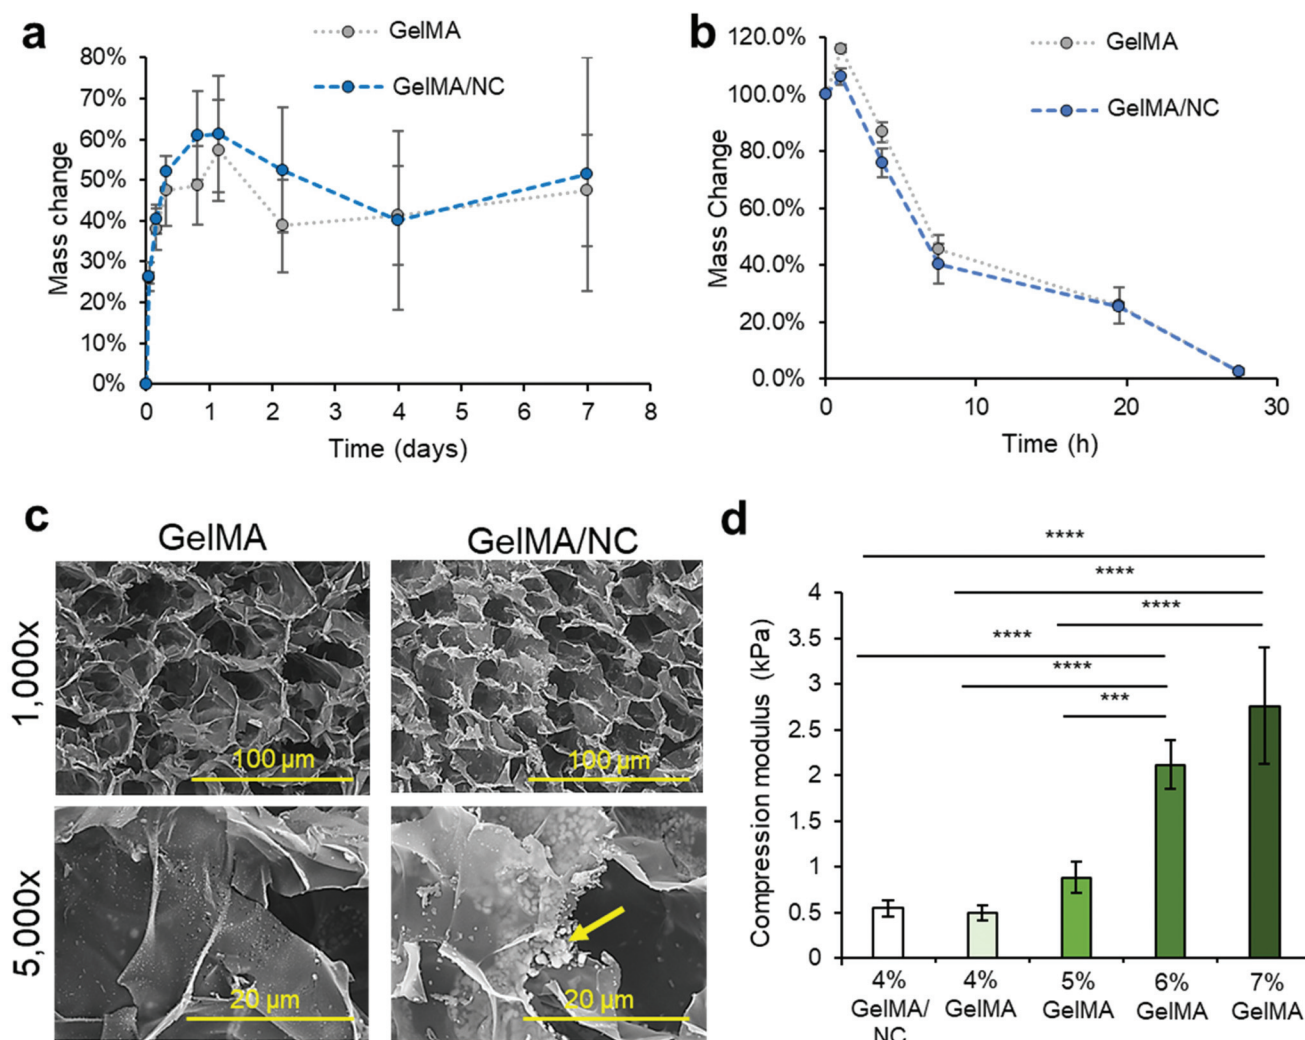 a
GelMA
GelMA/NC
80%
70%
60%
50%
40%
30%
20%
10%
0%
Mass change
0 1 2 3 4 5 6 7 8
Time (days)
b
GelMA
GelMA/NC
120.0%
100.0%
80.0%
60.0%
40.0%
20.0%
0.0%
Mass Change
0 10 20 30
Time (h)
c
GelMA GelMA/NC
1,000x
100 µm 100 µm
5,000x
20 µm 20 µm
d
****
****
****
****
****
***
4
3.5
3
2.5
2
1.5
1
0.5
0
Compression modulus (kPa)
4% 4% 5% 6% 7%
GelMA/ GelMA GelMA GelMA GelMA
NC